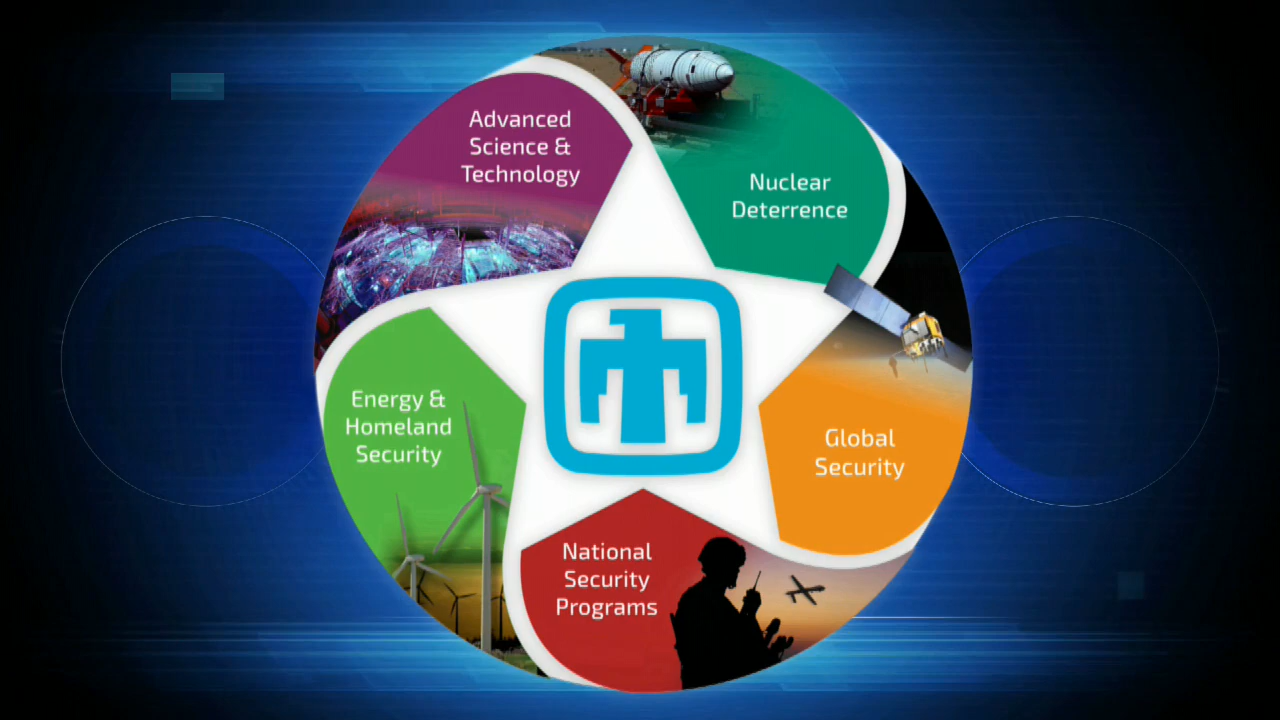 Advanced
Science &
Technology
Nuclear
Deterrence
Energy &
Homeland
Security
Global
Security
National
Security
Programs